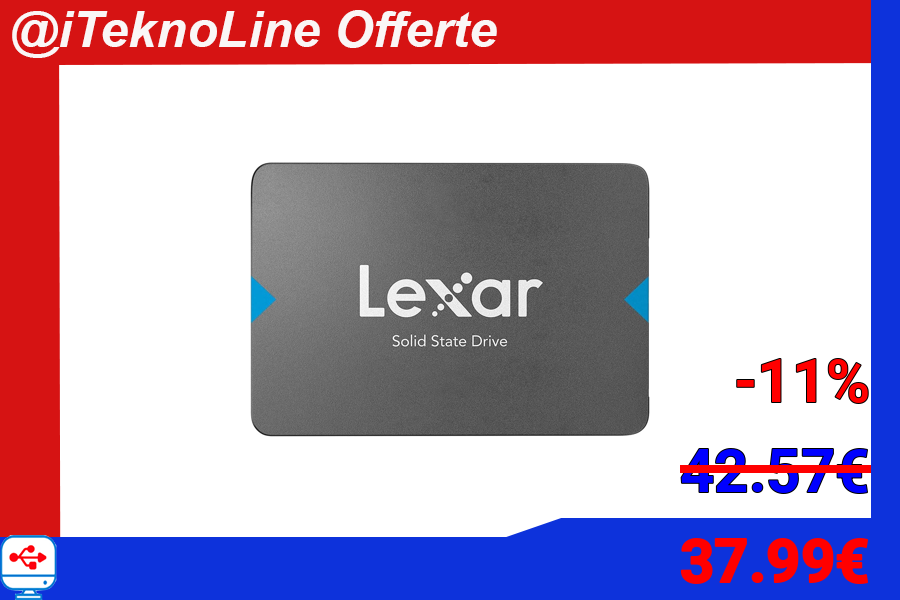 @iTeknoLine Offerte
Lexar
Solid State Drive
-11%
42.57€
37.99€